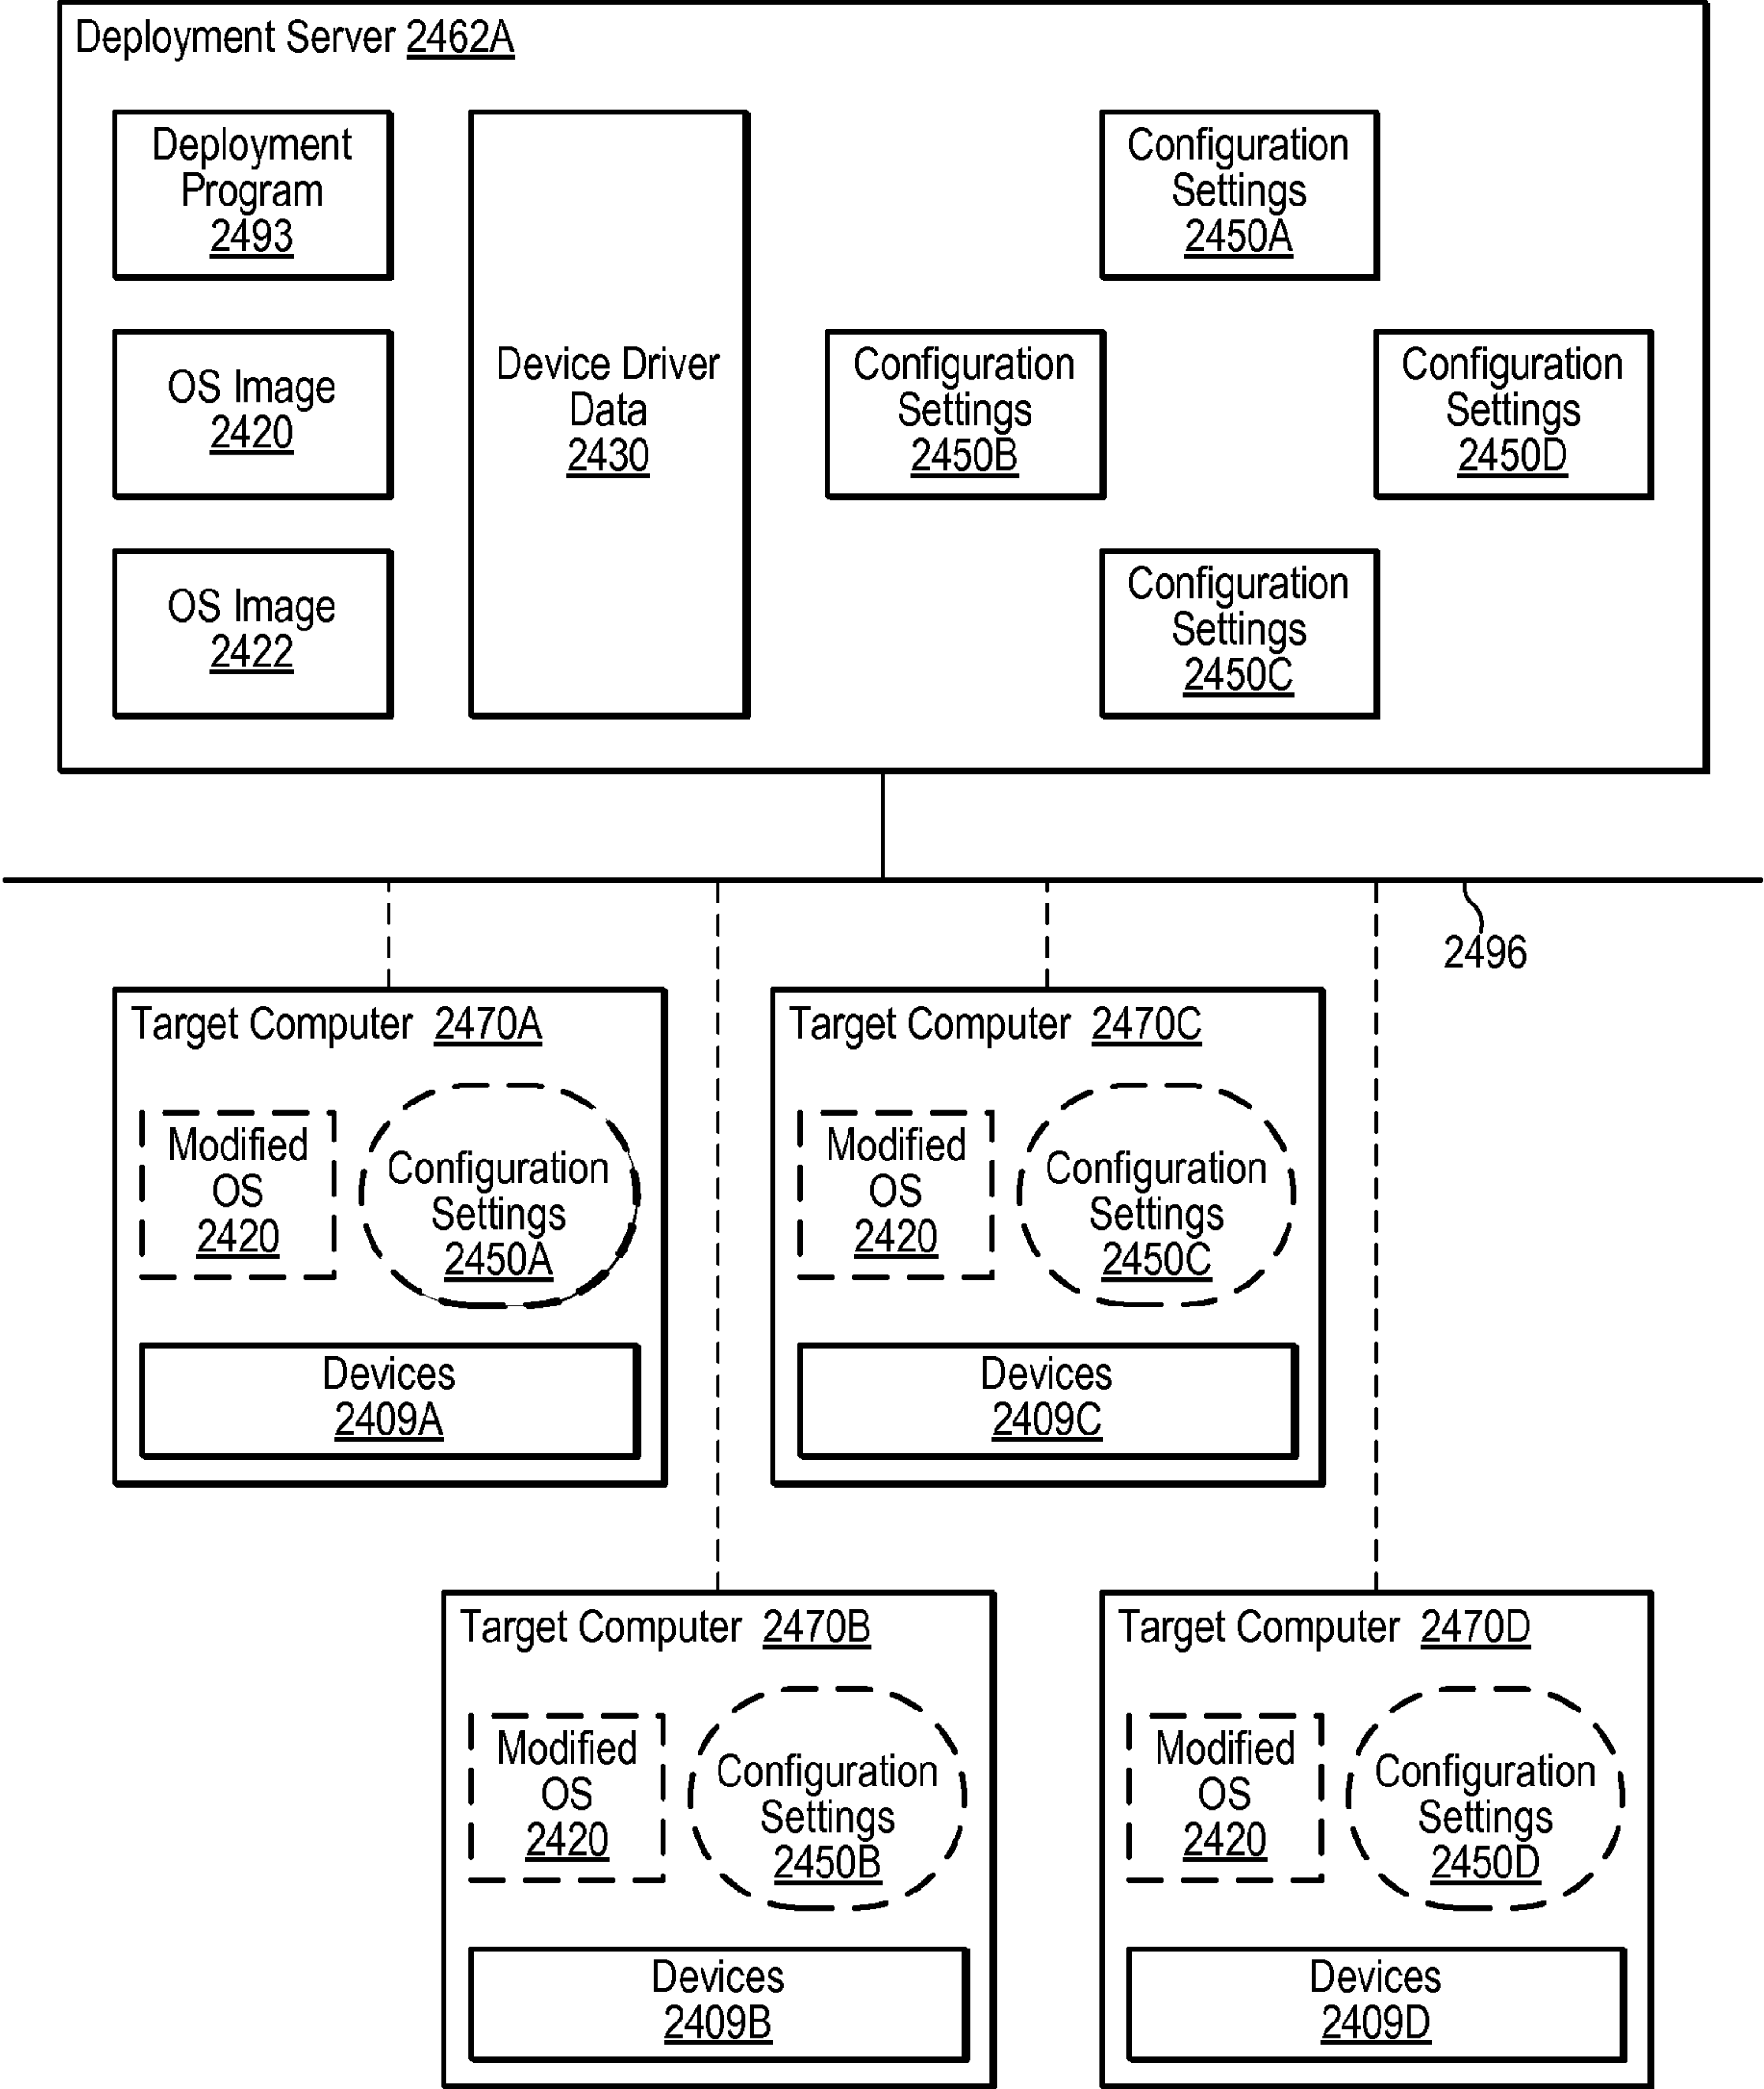 Deployment Server 2462A
Deployment
Program
2493
OS Image
2420
OS Image
2422
Device Driver
Data
2430
Configuration
Settings
2450A
Configuration
Settings
2450B
Configuration
Settings
2450D
Configuration
Settings
2450C
2496
Target Computer 2470A
Modified
OS
2420
Configuration
Settings
2450A
Devices
2409A
Target Computer 2470C
Modified
OS
2420
Configuration
Settings
2450C
Devices
2409C
Target Computer 2470B
Modified
OS
2420
Configuration
Settings
2450B
Devices
2409B
Target Computer 2470D
Modified
OS
2420
Configuration
Settings
2450D
Devices
2409D